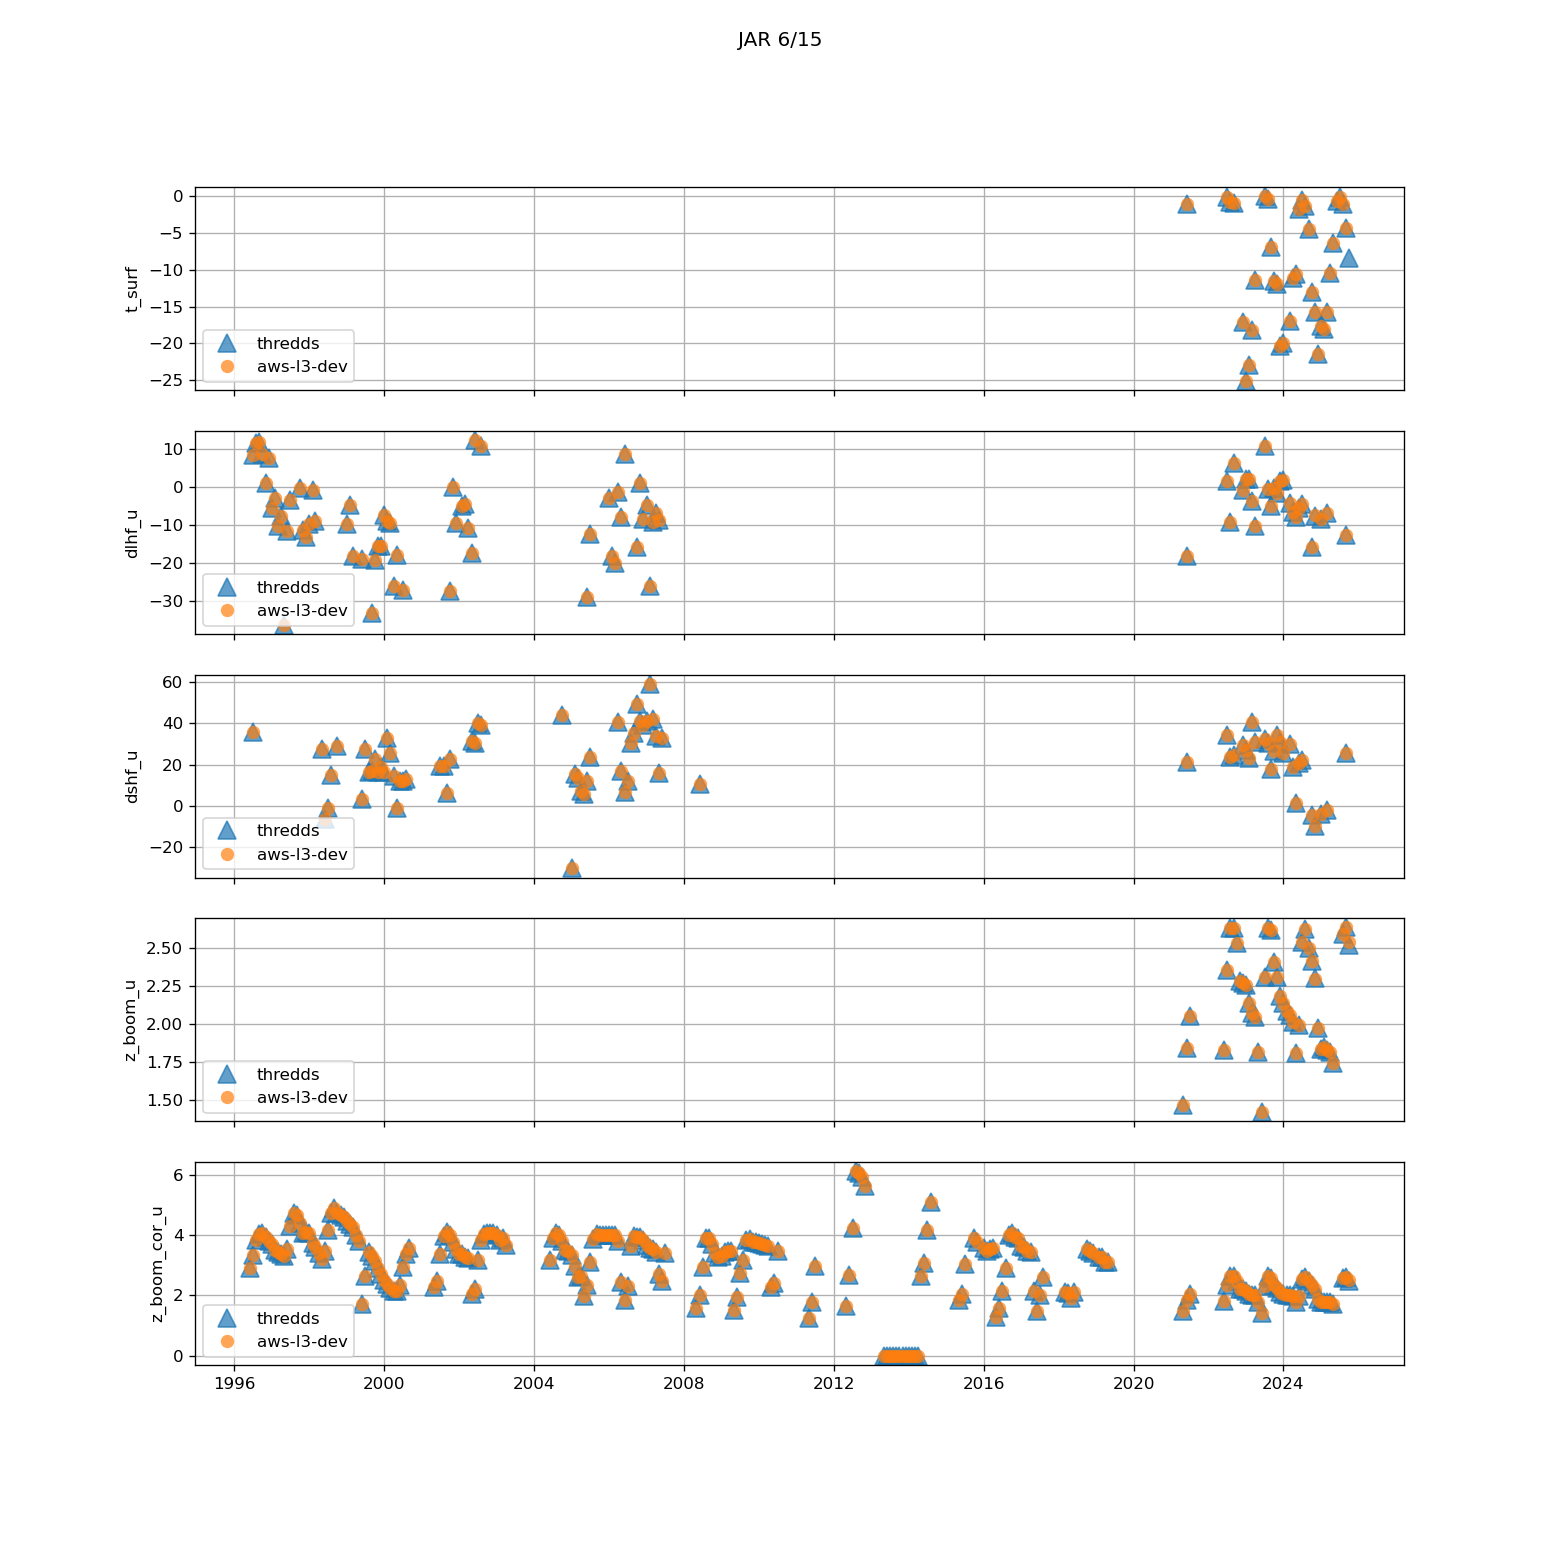 JAR 6/15
t_surf
0
−5
−10
−15
−20
−25
thredds
aws-l3-dev
dlhf_u
10
0
−10
−20
−30
thredds
aws-l3-dev
dshf_u
60
40
20
0
−20
thredds
aws-l3-dev
z_boom_u
2.50
2.25
2.00
1.75
1.50
thredds
aws-l3-dev
z_boom_cor_u
6
4
2
0
thredds
aws-l3-dev
1996 2000 2004 2008 2012 2016 2020 2024